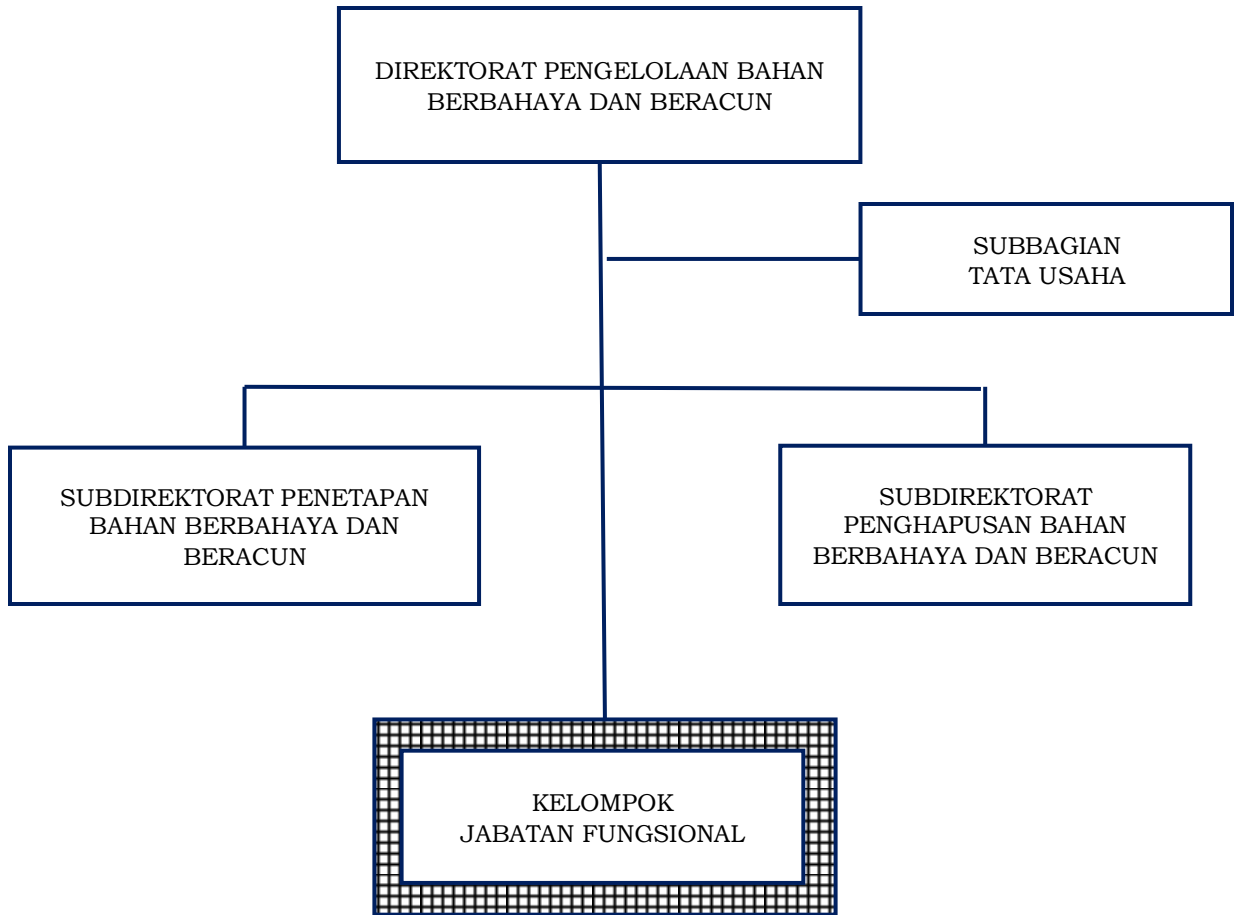 DIREKTORAT PENGELOLAAN BAHAN
BERBAHAYA DAN BERACUN
SUBBAGIAN
TATA USAHA
SUBDIREKTORAT PENETAPAN
BAHAN BERBAHAYA DAN
BERACUN
SUBDIREKTORAT
PENGHAPUSAN BAHAN
BERBAHAYA DAN BERACUN
KELOMPOK
JABATAN FUNGSIONAL